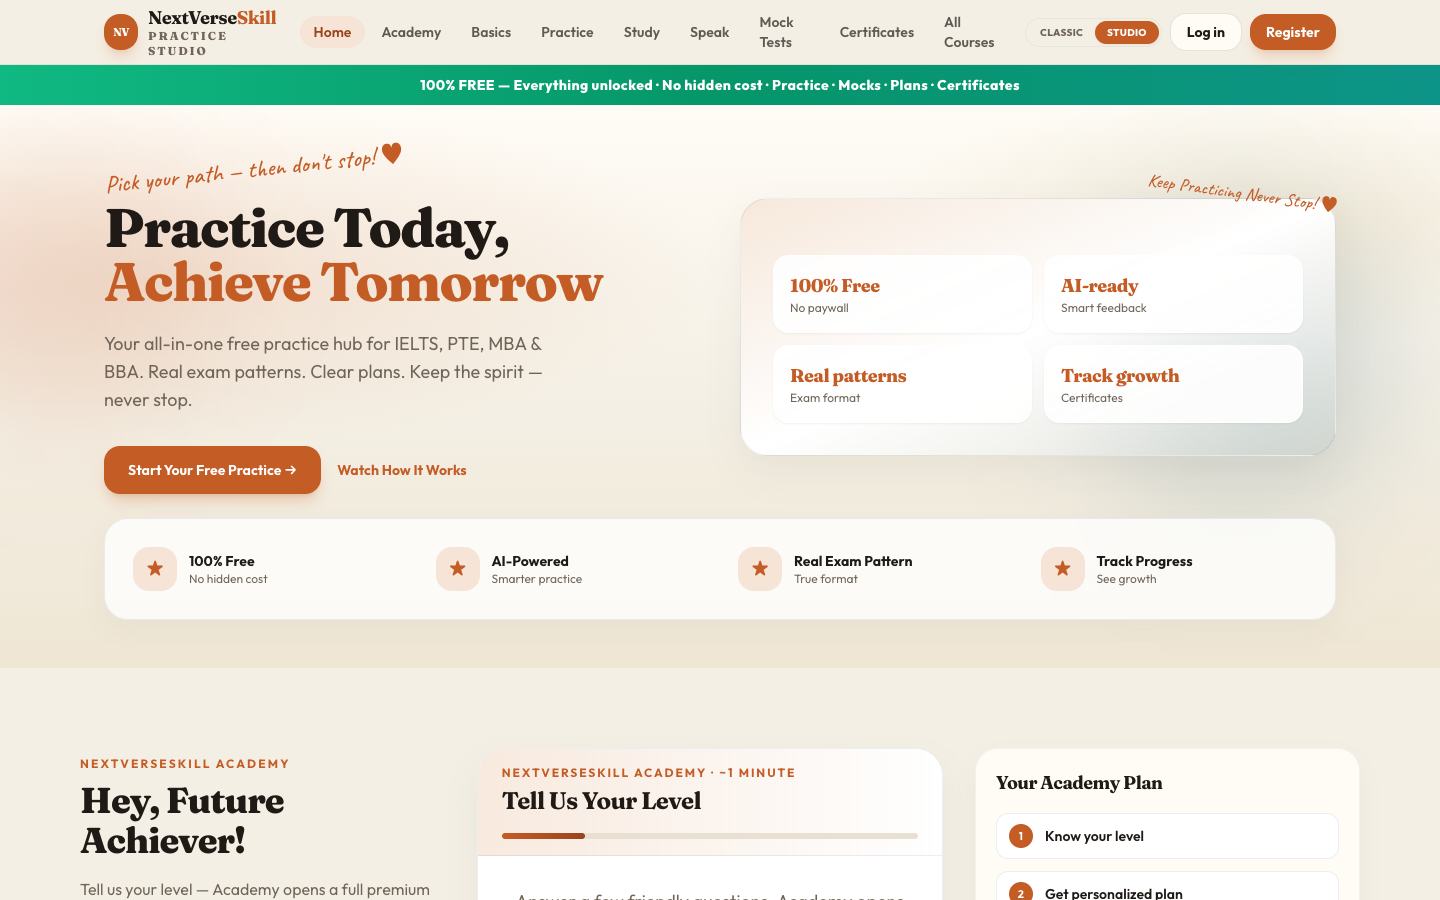 NV
NextVerseSkill
PRACTICE
STUDIO
Home
Academy
Basics
Practice
Study
Speak
Mock
Tests
Certificates
All
Courses
CLASSIC
STUDIO
Log in
Register
100% FREE — Everything unlocked · No hidden cost · Practice · Mocks · Plans · Certificates
Pick your path — then don't stop!
Practice Today,
Achieve Tomorrow
Your all-in-one free practice hub for IELTS, PTE, MBA &
BBA. Real exam patterns. Clear plans. Keep the spirit —
never stop.
Start Your Free Practice →
Watch How It Works
Keep Practicing Never Stop!
100% Free
No paywall
AI-ready
Smart feedback
Real patterns
Exam format
Track growth
Certificates
100% Free
No hidden cost
AI-Powered
Smarter practice
Real Exam Pattern
True format
Track Progress
See growth
NEXTVERSESKILL ACADEMY
Hey, Future
Achiever!
Tell us your level — Academy opens a full premium
NEXTVERSESKILL ACADEMY · ~1 MINUTE
Tell Us Your Level
Answer a few friendly questions. Academy opens
Your Academy Plan
1
Know your level
2
Get personalized plan